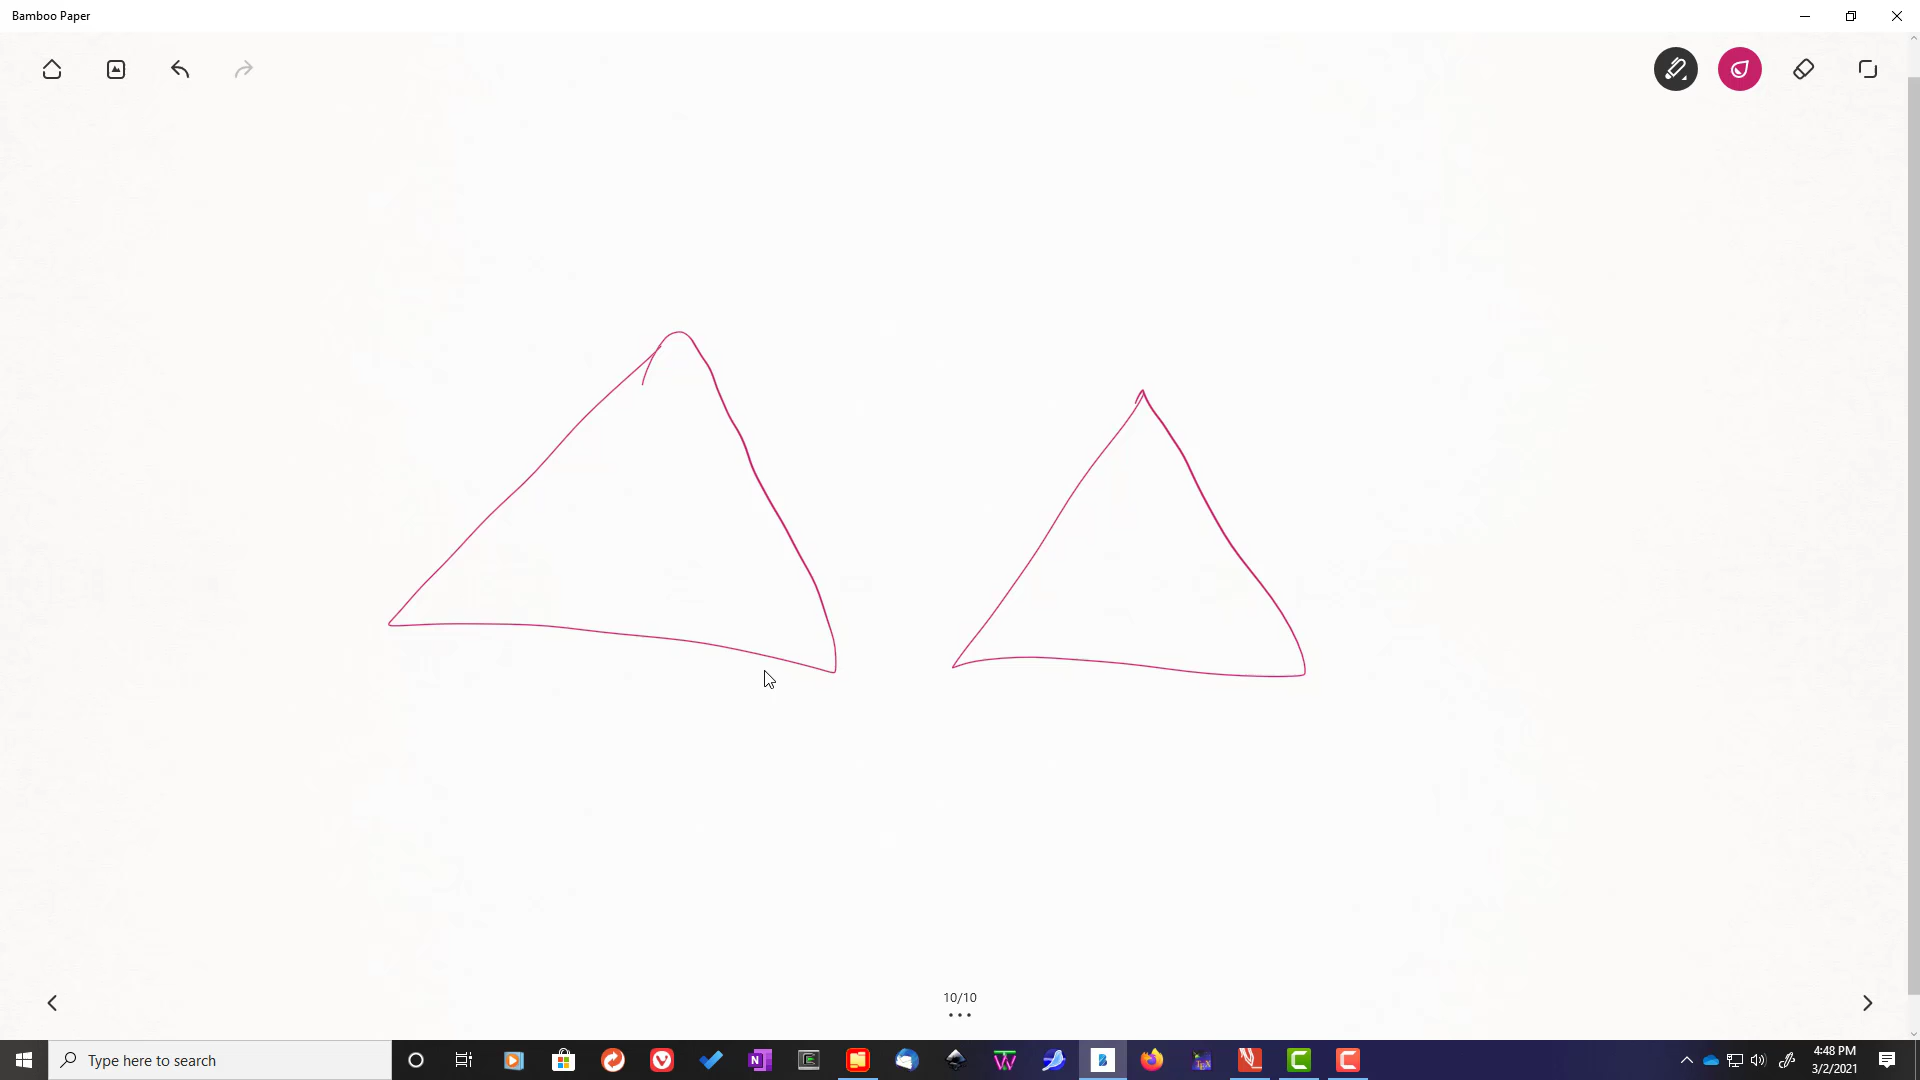 Bamboo Paper
10/10
Type here to search
4:48 PM
3/2/2021